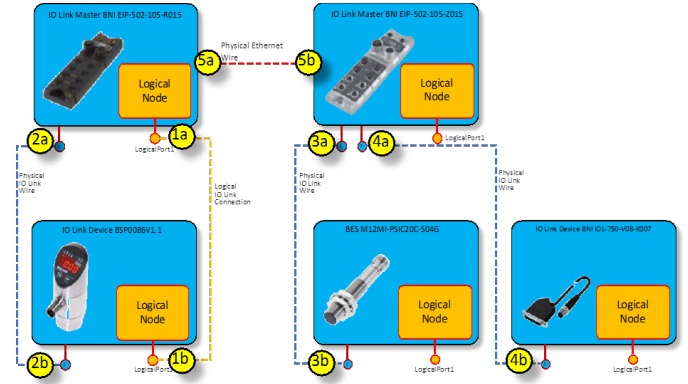 IO Link Master BNI EIP-502-105-R015
IO Link Master BNI EIP-502-105-Z015
Physical Ethernet
Wire
5a
5b
Logical
Node
Logical
Node
2a
1a
LogicalPort1
3a
4a
LogicalPort1
Physical
IO Link
Wire
Logical
IO Link
Connection
Physical
IO Link
Wire
Physical
IO Link
Wire
IO Link Device BSP0086V1.1
BES M12MI-PSIC20C-S04G
IO Link Device BNI IOL-750-V08-K007
Logical
Node
Logical
Node
Logical
Node
2b
1b
LogicalPort1
3b
LogicalPort1
4b
LogicalPort1